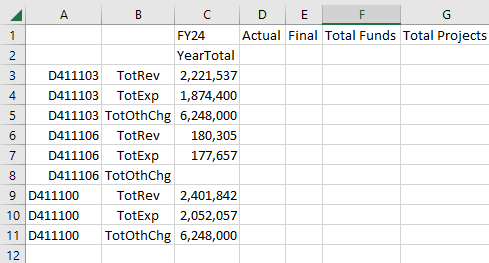 A B C D E F G
1 FY24 Actual Final Total Funds Total Projects
2 YearTotal
3 D411103 TotRev 2,221,537
4 D411103 TotExp 1,874,400
5 D411103 TotOthChg 6,248,000
6 D411106 TotRev 180,305
7 D411106 TotExp 177,657
8 D411106 TotOthChg
9 D411100 TotRev 2,401,842
10 D411100 TotExp 2,052,057
11 D411100 TotOthChg 6,248,000
12